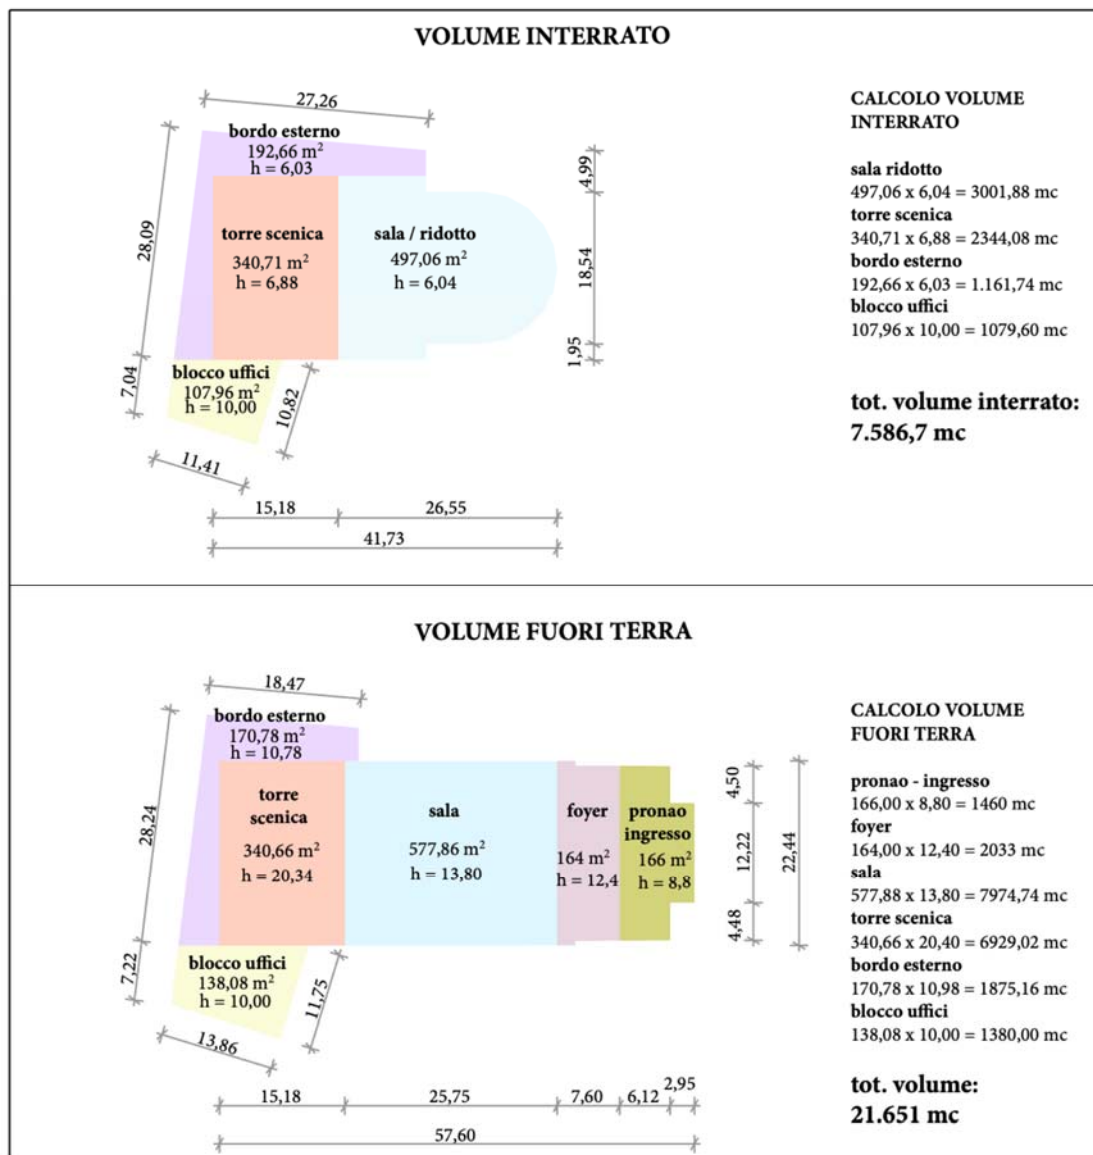 VOLUME INTERRATO
27,26
bordo esterno
192,66 m²
h = 6,03
28,09
torre scenica
340,71 m²
h = 6,88
sala / ridotto
497,06 m²
h = 6,04
4,99
18,54
1,95
7,04
blocco uffici
107,96 m²
h = 10,00
10,82
11,41
15,18
26,55
41,73
CALCOLO VOLUME
INTERRATO
sala ridotto
497,06 x 6,04 = 3001,88 mc
torre scenica
340,71 x 6,88 = 2344,08 mc
bordo esterno
192,66 x 6,03 = 1.161,74 mc
blocco uffici
107,96 x 10,00 = 1079,60 mc
tot. volume interrato:
7.586,7 mc
VOLUME FUORI TERRA
18,47
bordo esterno
170,78 m²
h = 10,78
28,24
torre
scenica
340,66 m²
h = 20,34
sala
577,86 m²
h = 13,80
foyer
164 m²
h = 12,4
pronao
ingresso
166 m²
h = 8,8
4,50
12,22
4,48
22,44
7,22
blocco uffici
138,08 m²
h = 10,00
11,75
13,86
15,18
25,75
7,60
6,12
2,95
57,60
CALCOLO VOLUME
FUORI TERRA
pronao - ingresso
166,00 x 8,80 = 1460 mc
foyer
164,00 x 12,40 = 2033 mc
sala
577,88 x 13,80 = 7974,74 mc
torre scenica
340,66 x 20,40 = 6929,02 mc
bordo esterno
170,78 x 10,98 = 1875,16 mc
blocco uffici
138,08 x 10,00 = 1380,00 mc
tot. volume:
21.651 mc